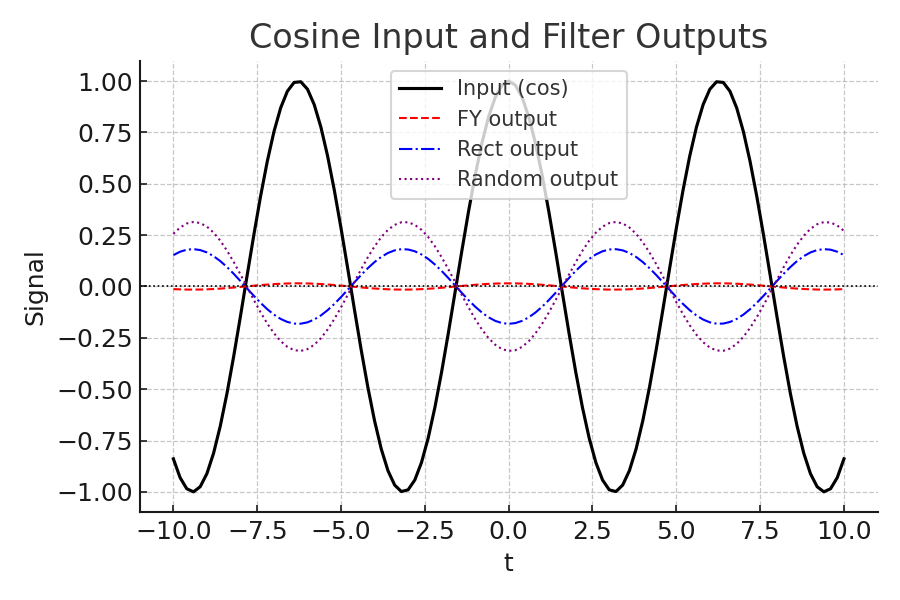 Cosine Input and Filter Outputs
Input (cos)
FY output
Rect output
Random output
1.00
0.75
0.50
0.25
0.00
−0.25
−0.50
−0.75
−1.00
Signal
−10.0 −7.5 −5.0 −2.5 0.0 2.5 5.0 7.5 10.0
t